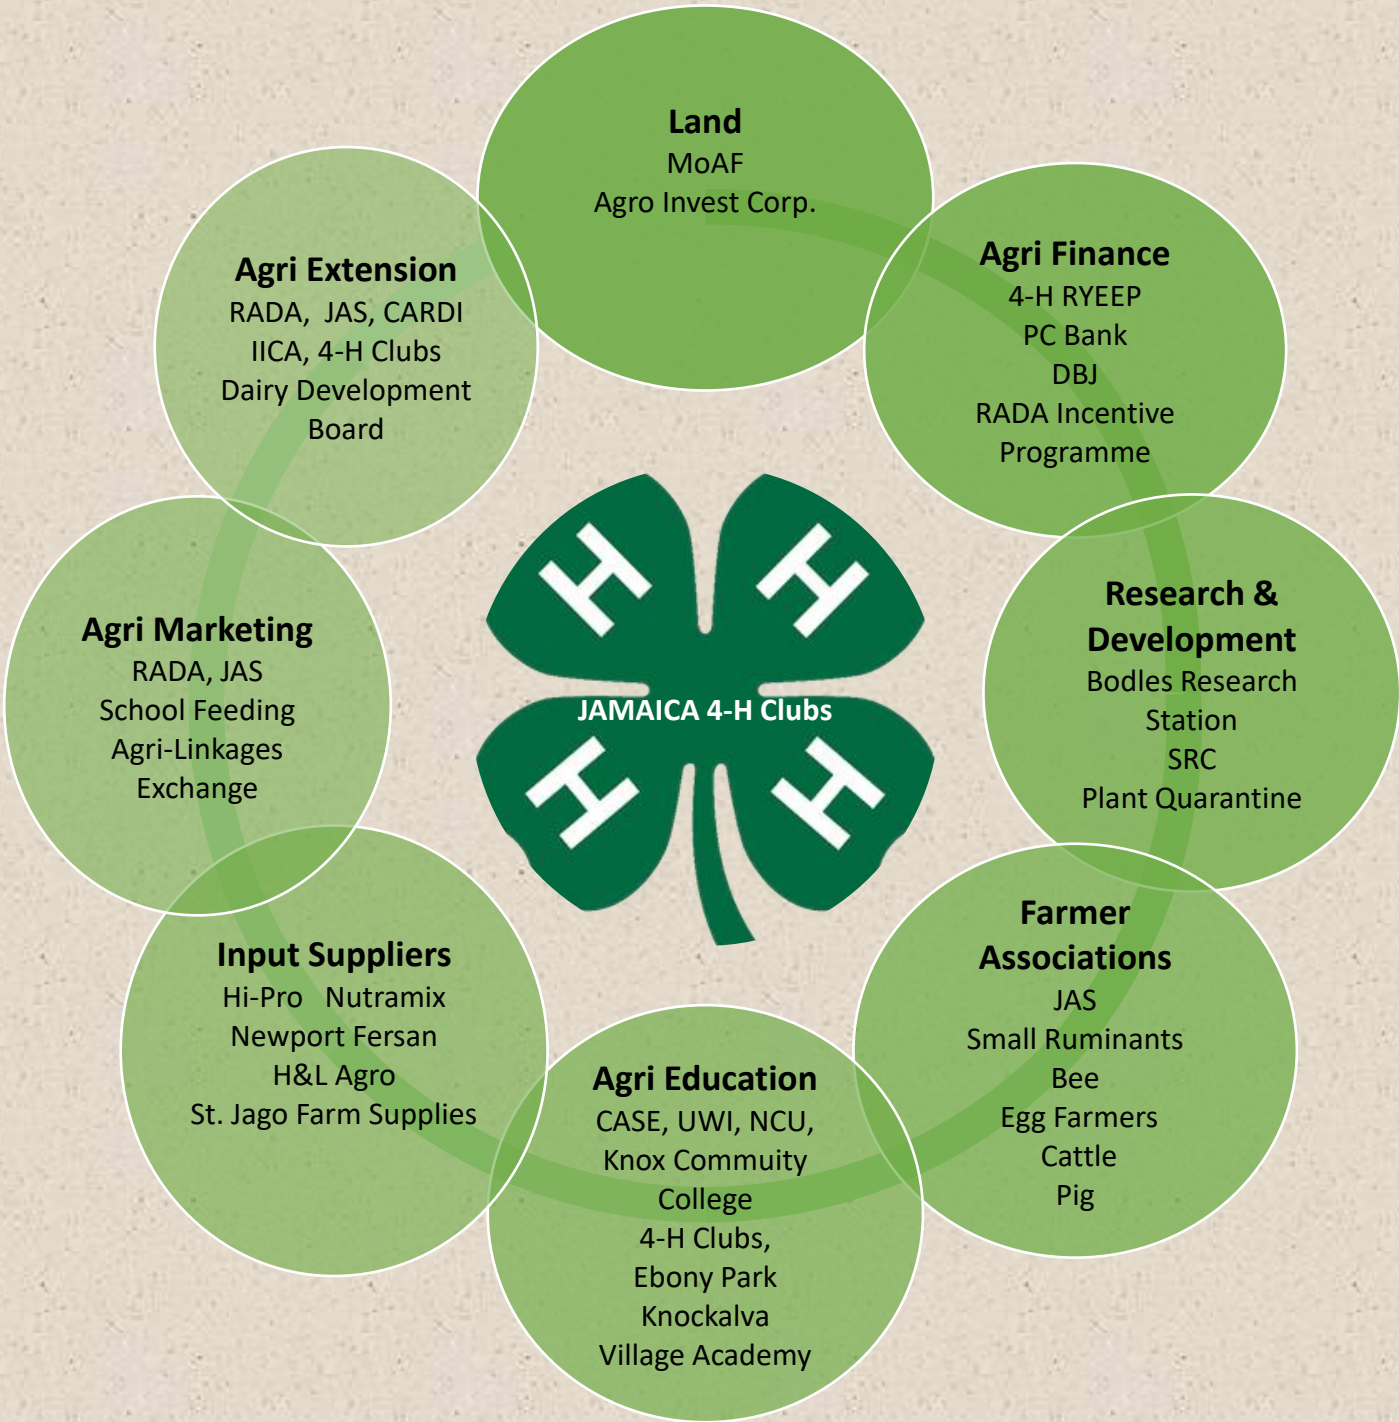 Land
MoAF
Agro Invest Corp.
Agri Finance
4-H RYEEP
PC Bank
DBJ
RADA Incentive
Programme
Research &
Development
Bodles Research
Station
SRC
Plant Quarantine
Farmer
Associations
JAS
Small Ruminants
Bee
Egg Farmers
Cattle
Pig
Agri Education
CASE, UWI, NCU,
Knox Commuity
College
4-H Clubs,
Ebony Park
Knockalva
Village Academy
Input Suppliers
Hi-Pro Nutramix
Newport Fersan
H&L Agro
St. Jago Farm Supplies
Agri Marketing
RADA, JAS
School Feeding
Agri-Linkages
Exchange
Agri Extension
RADA, JAS, CARDI
IICA, 4-H Clubs
Dairy Development
Board
H H
JAMAICA 4-H Clubs
H H